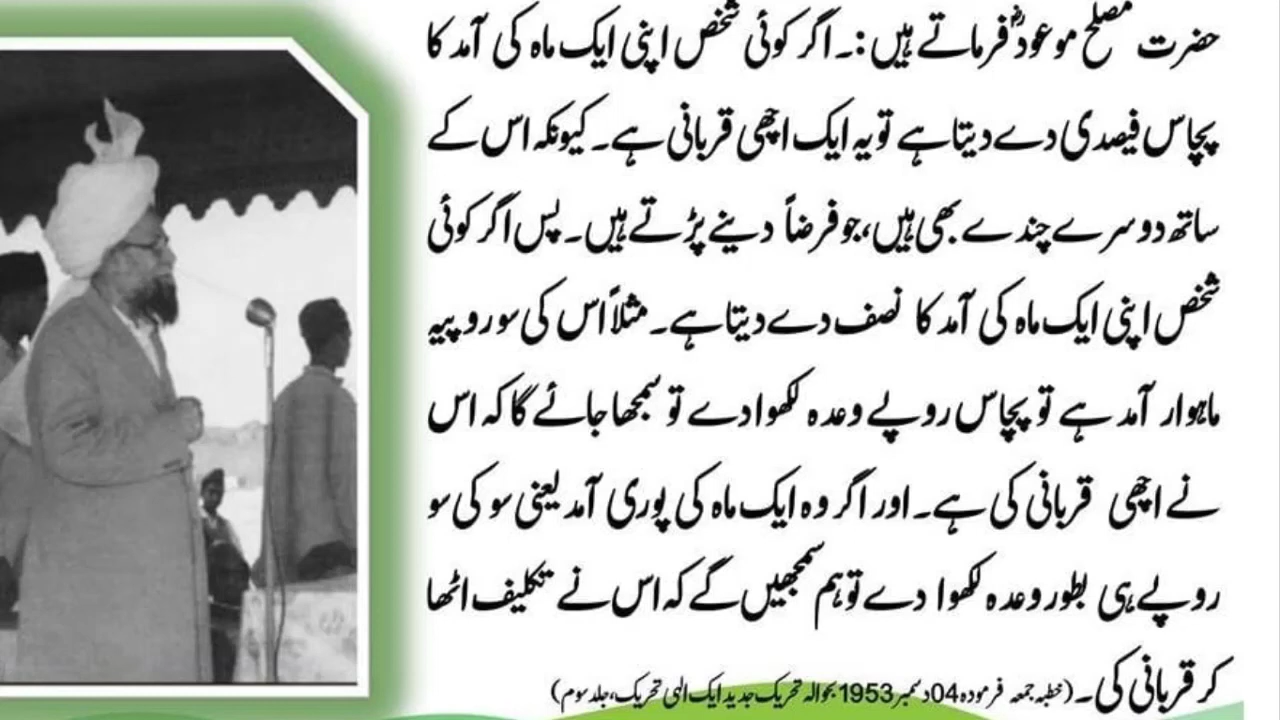 حضرت مصلح موعودؓ فرماتے ہیں:۔ اگر کوئی شخص اپنی ایک ماہ کی آمد کا
پچاس فیصدی دے دیتا ہے تو یہ ایک اچھی قربانی ہے۔ کیونکہ اس کے
ساتھ دوسرے چندے بھی ہیں، جو فرضاً دینے پڑتے ہیں۔ پس اگر کوئی
شخص اپنی ایک ماہ کی آمد کا نصف دے دیتا ہے۔ مثلاً اس کی سو روپیہ
ماہوار آمد ہے تو پچاس روپے وعدہ لکھوا دے تو سمجھا جائے گا کہ اس
نے اچھی قربانی کی ہے۔ اور اگر وہ ایک ماہ کی پوری آمد یعنی سو کی سو
روپے ہی بطور وعدہ لکھوا دے تو ہم سمجھیں گے کہ اس نے تکلیف اٹھا
کر قربانی کی۔ (خطبہ جمعہ فرمودہ 04 دسمبر 1953 بحوالہ تحریک جدید ایک الٰہی تحریک، جلد سوم)